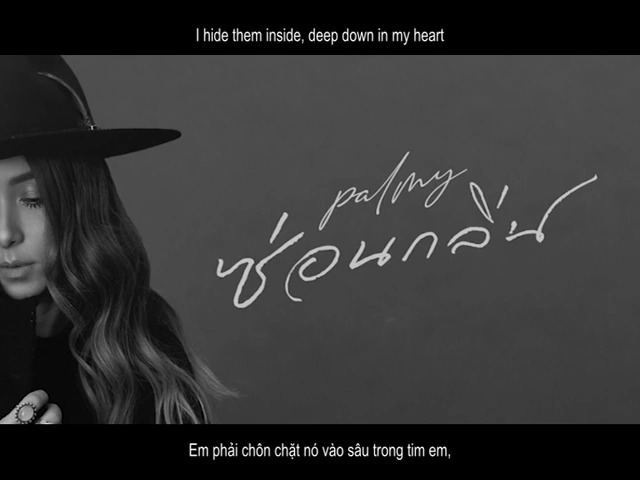 I hide them inside, deep down in my heart
palmy
ซ่อนกลิ่น
Em phải chôn chặt nó vào sâu trong tim em,